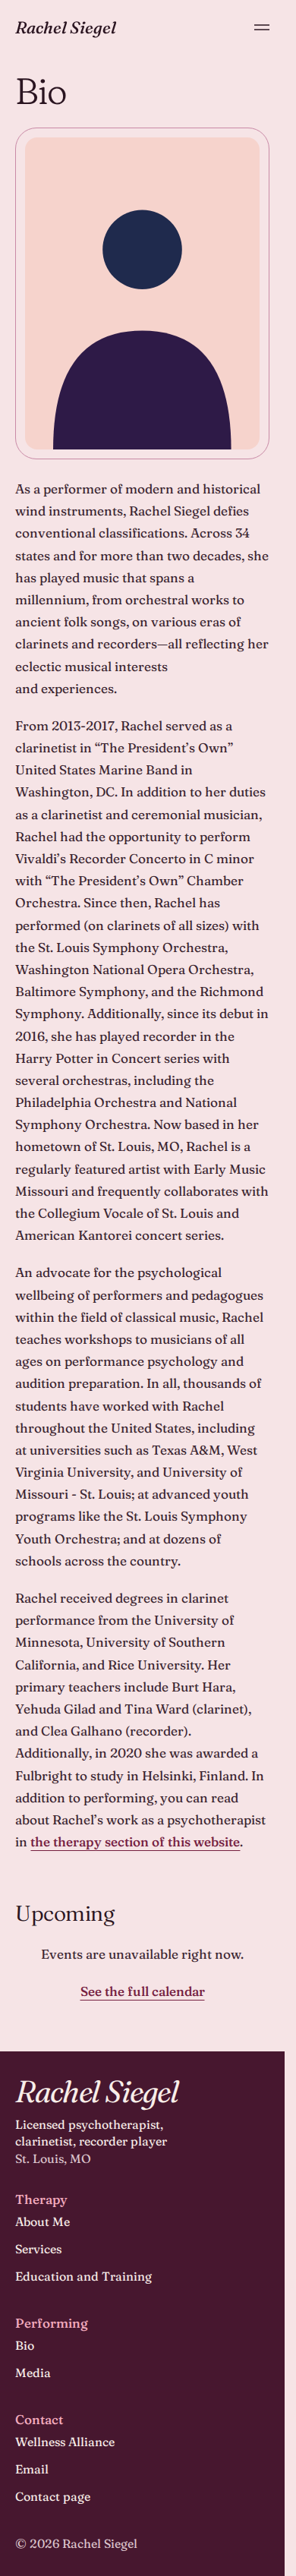 Rachel Siegel
Bio
As a performer of modern and historical
wind instruments, Rachel Siegel defies
conventional classifications. Across 34
states and for more than two decades, she
has played music that spans a
millennium, from orchestral works to
ancient folk songs, on various eras of
clarinets and recorders—all reflecting her
eclectic musical interests
and experiences.
From 2013-2017, Rachel served as a
clarinetist in “The President’s Own”
United States Marine Band in
Washington, DC. In addition to her duties
as a clarinetist and ceremonial musician,
Rachel had the opportunity to perform
Vivaldi’s Recorder Concerto in C minor
with “The President’s Own” Chamber
Orchestra. Since then, Rachel has
performed (on clarinets of all sizes) with
the St. Louis Symphony Orchestra,
Washington National Opera Orchestra,
Baltimore Symphony, and the Richmond
Symphony. Additionally, since its debut in
2016, she has played recorder in the
Harry Potter in Concert series with
several orchestras, including the
Philadelphia Orchestra and National
Symphony Orchestra. Now based in her
hometown of St. Louis, MO, Rachel is a
regularly featured artist with Early Music
Missouri and frequently collaborates with
the Collegium Vocale of St. Louis and
American Kantorei concert series.
An advocate for the psychological
wellbeing of performers and pedagogues
within the field of classical music, Rachel
teaches workshops to musicians of all
ages on performance psychology and
audition preparation. In all, thousands of
students have worked with Rachel
throughout the United States, including
at universities such as Texas A&M, West
Virginia University, and University of
Missouri - St. Louis; at advanced youth
programs like the St. Louis Symphony
Youth Orchestra; and at dozens of
schools across the country.
Rachel received degrees in clarinet
performance from the University of
Minnesota, University of Southern
California, and Rice University. Her
primary teachers include Burt Hara,
Yehuda Gilad and Tina Ward (clarinet),
and Clea Galhano (recorder).
Additionally, in 2020 she was awarded a
Fulbright to study in Helsinki, Finland. In
addition to performing, you can read
about Rachel’s work as a psychotherapist
in the therapy section of this website.
Upcoming
Events are unavailable right now.
See the full calendar
Rachel Siegel
Licensed psychotherapist,
clarinetist, recorder player
St. Louis, MO
Therapy
About Me
Services
Education and Training
Performing
Bio
Media
Contact
Wellness Alliance
Email
Contact page
© 2026 Rachel Siegel